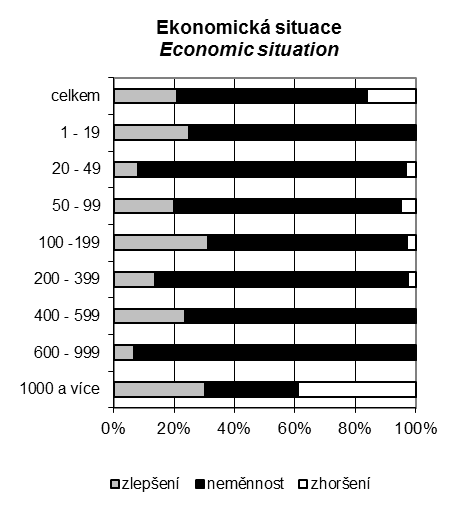 Ekonomická situace
Economic situation
celkem
1 - 19
20 - 49
50 - 99
100 -199
200 - 399
400 - 599
600 - 999
1000 a více
0% 20% 40% 60% 80% 100%
zlepšení neměnnost zhoršení